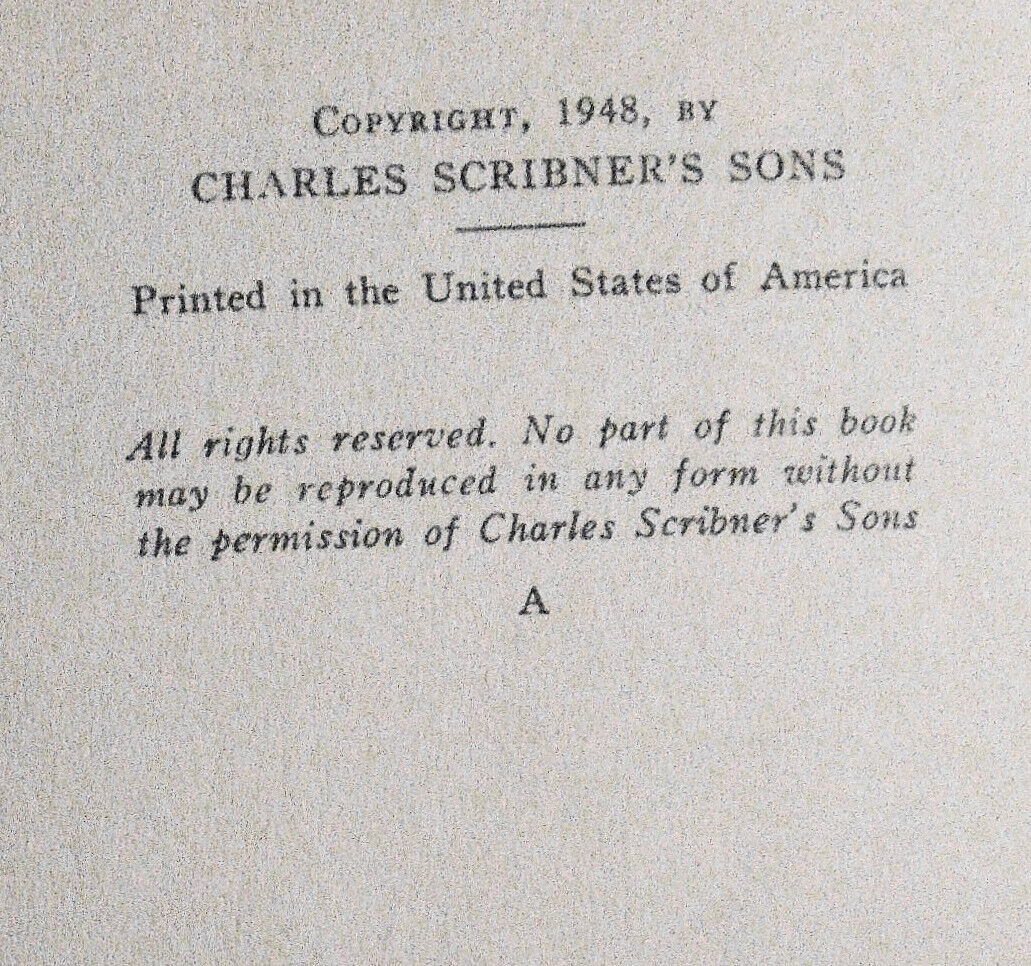 COPYRIGHT, 1948, BY
CHARLES SCRIBNER'S SONS
Printed in the United States of America
All rights reserved. No part of this book
may be reproduced in any form without
the permission of Charles Scribner's Sons
A